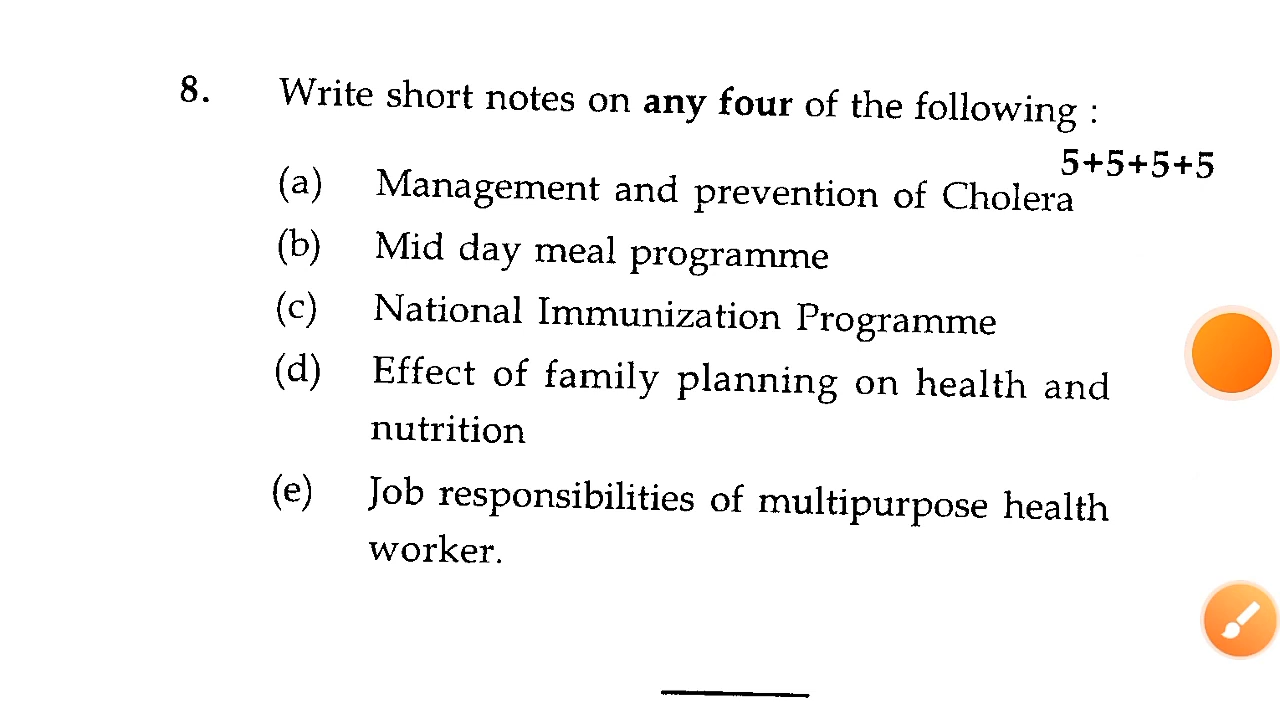 8. Write short notes on any four of the following :
5+5+5+5
(a) Management and prevention of Cholera
(b) Mid day meal programme
(c) National Immunization Programme
(d) Effect of family planning on health and
nutrition
(e) Job responsibilities of multipurpose health
worker.